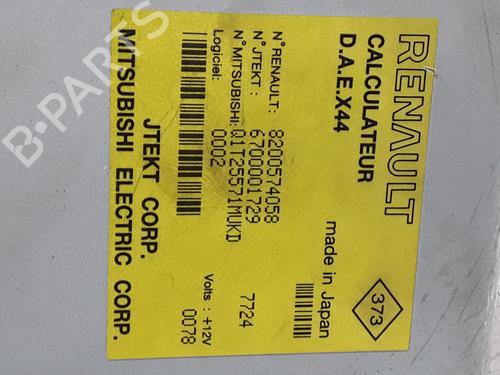 RENAULT
CALCULATEUR
D.A.E.X44
made in Japan
373
N°RENAULT: 8200574058
N°JTEKT: 6700001729
N°MITSUBISHI: Q1T25571MUKD
Logiciel: 0002
7724
Volts: +12V
0078
JTEKT CORP.
MITSUBISHI ELECTRIC CORP.
B-PARTS